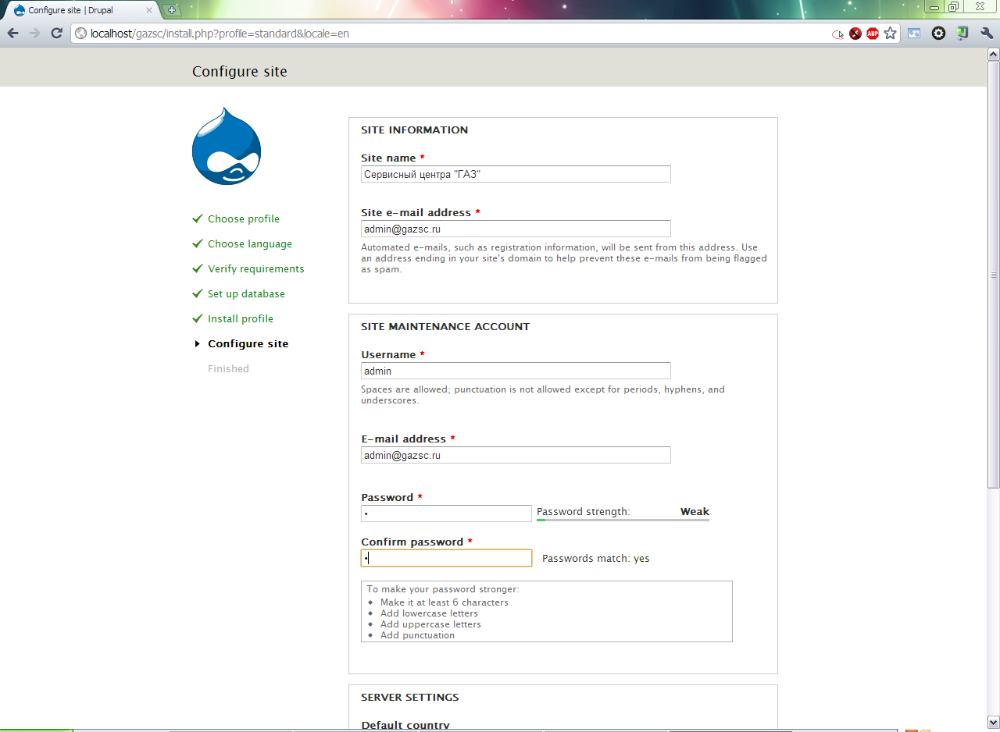 Configure site | Drupal
localhost/gazsc/install.php?profile=standard&locale=en
ABP
Configure site
Choose profile
Choose language
Verify requirements
Set up database
Install profile
Configure site
Finished
SITE INFORMATION
Site name *
Сервисный центра "ГАЗ"
Site e-mail address *
admin@gazsc.ru
Automated e-mails, such as registration information, will be sent from this address. Use
an address ending in your site's domain to help prevent these e-mails from being flagged
as spam.
SITE MAINTENANCE ACCOUNT
Username *
admin
Spaces are allowed; punctuation is not allowed except for periods, hyphens, and
underscores.
E-mail address *
admin@gazsc.ru
Password *
•
Password strength: Weak
Confirm password *
•
Passwords match: yes
To make your password stronger:
• Make it at least 6 characters
• Add lowercase letters
• Add uppercase letters
• Add punctuation
SERVER SETTINGS
Default country